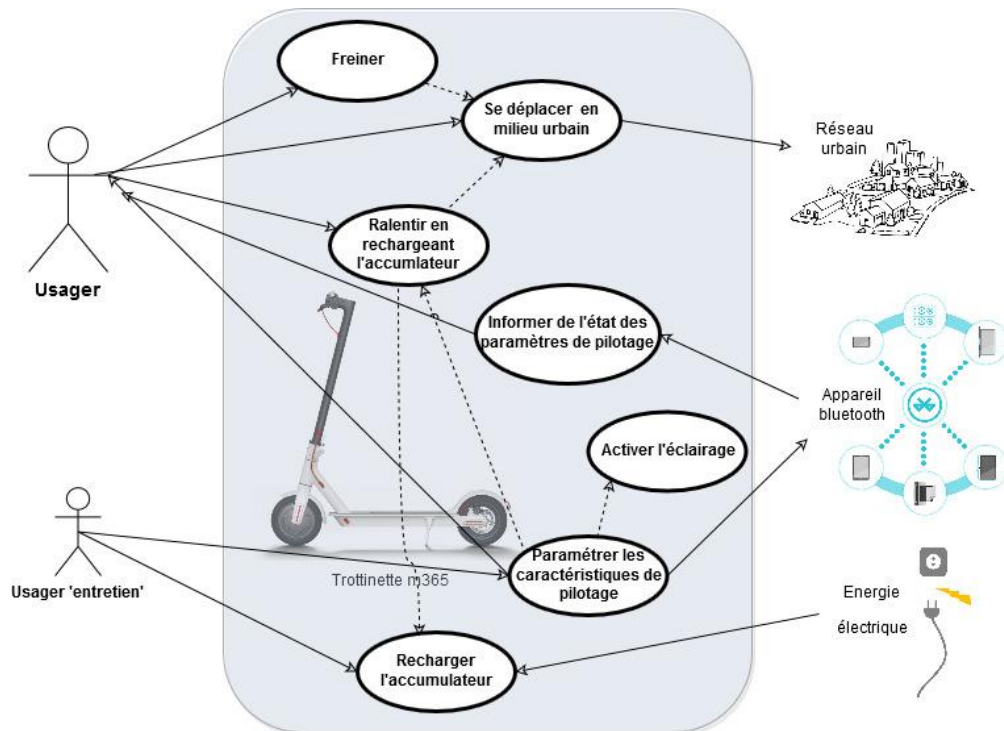 Freiner
Se déplacer en
milieu urbain
Réseau
urbain
Usager
Ralentir en
rechargeant
l'accumlateur
Informer de l'état des
paramètres de pilotage
Appareil
bluetooth
Activer l'éclairage
Usager 'entretien'
Trottinette m365
Paramétrer les
caractéristiques de
pilotage
Energie
électrique
Recharger
l'accumulateur